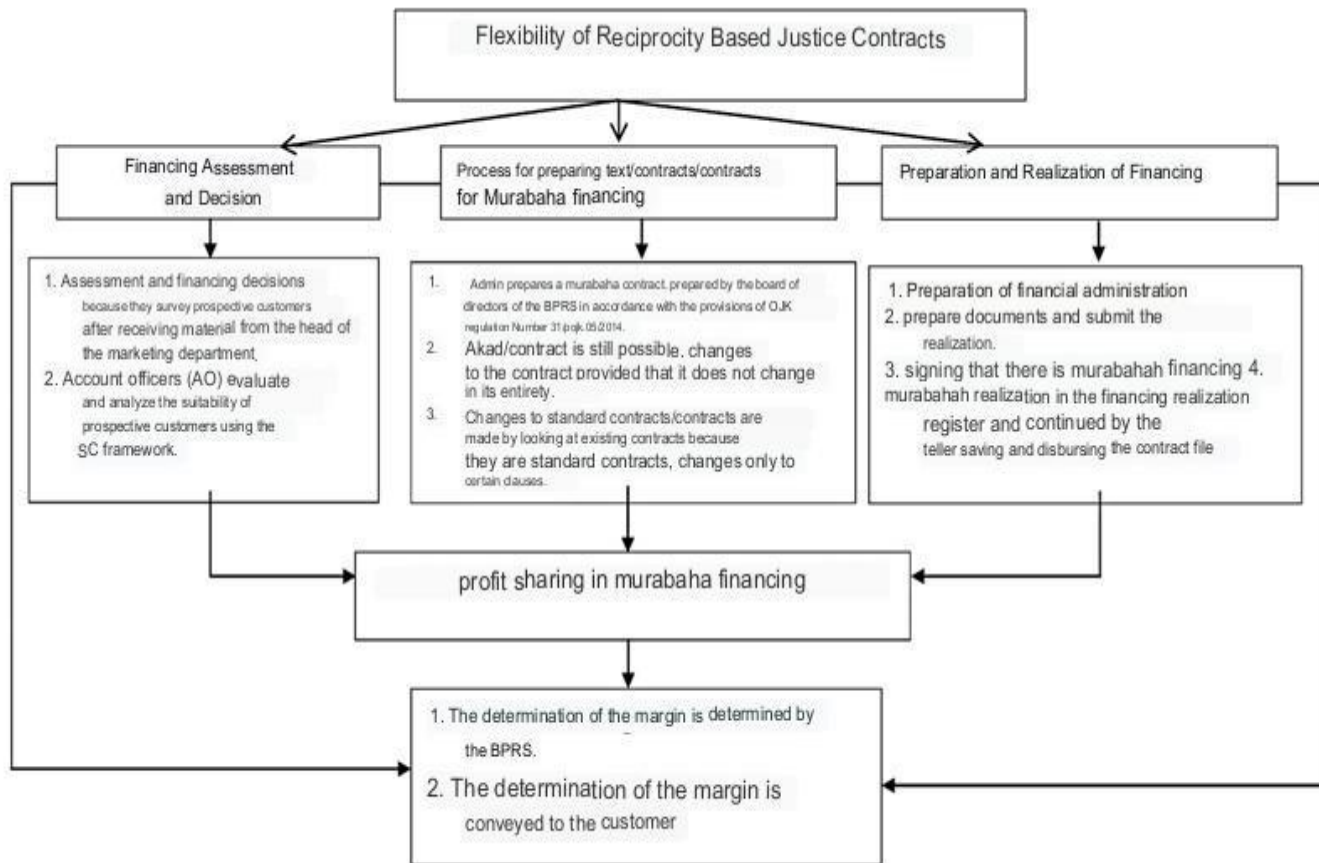 Flexibility of Reciprocity Based Justice Contracts
Financing Assessment
and Decision
Process for preparing text/contracts/contracts
for Murabaha financing
Preparation and Realization of Financing
1. Assessment and financing decisions
because they survey prospective customers
after receiving material from the head of
the marketing department.
2. Account officers (AO) evaluate
and analyze the suitability of
prospective customers using the
SC framework.
1. Admin prepares a murabaha contract, prepared by the board of
directors of the BPRS in accordance with the provisions of OJK
regulation Number 31/pojk.05/2014.
2. Akad/contract is still possible, changes
to the contract provided that it does not change
in its entirety.
3. Changes to standard contracts/contracts are
made by looking at existing contracts because
they are standard contracts, changes only to
certain clauses.
1. Preparation of financial administration
2. prepare documents and submit the
realization.
3. signing that there is murabahah financing 4.
murabahah realization in the financing realization
register and continued by the
teller saving and disbursing the contract file
profit sharing in murabaha financing
1. The determination of the margin is determined by
the BPRS.
2. The determination of the margin is
conveyed to the customer